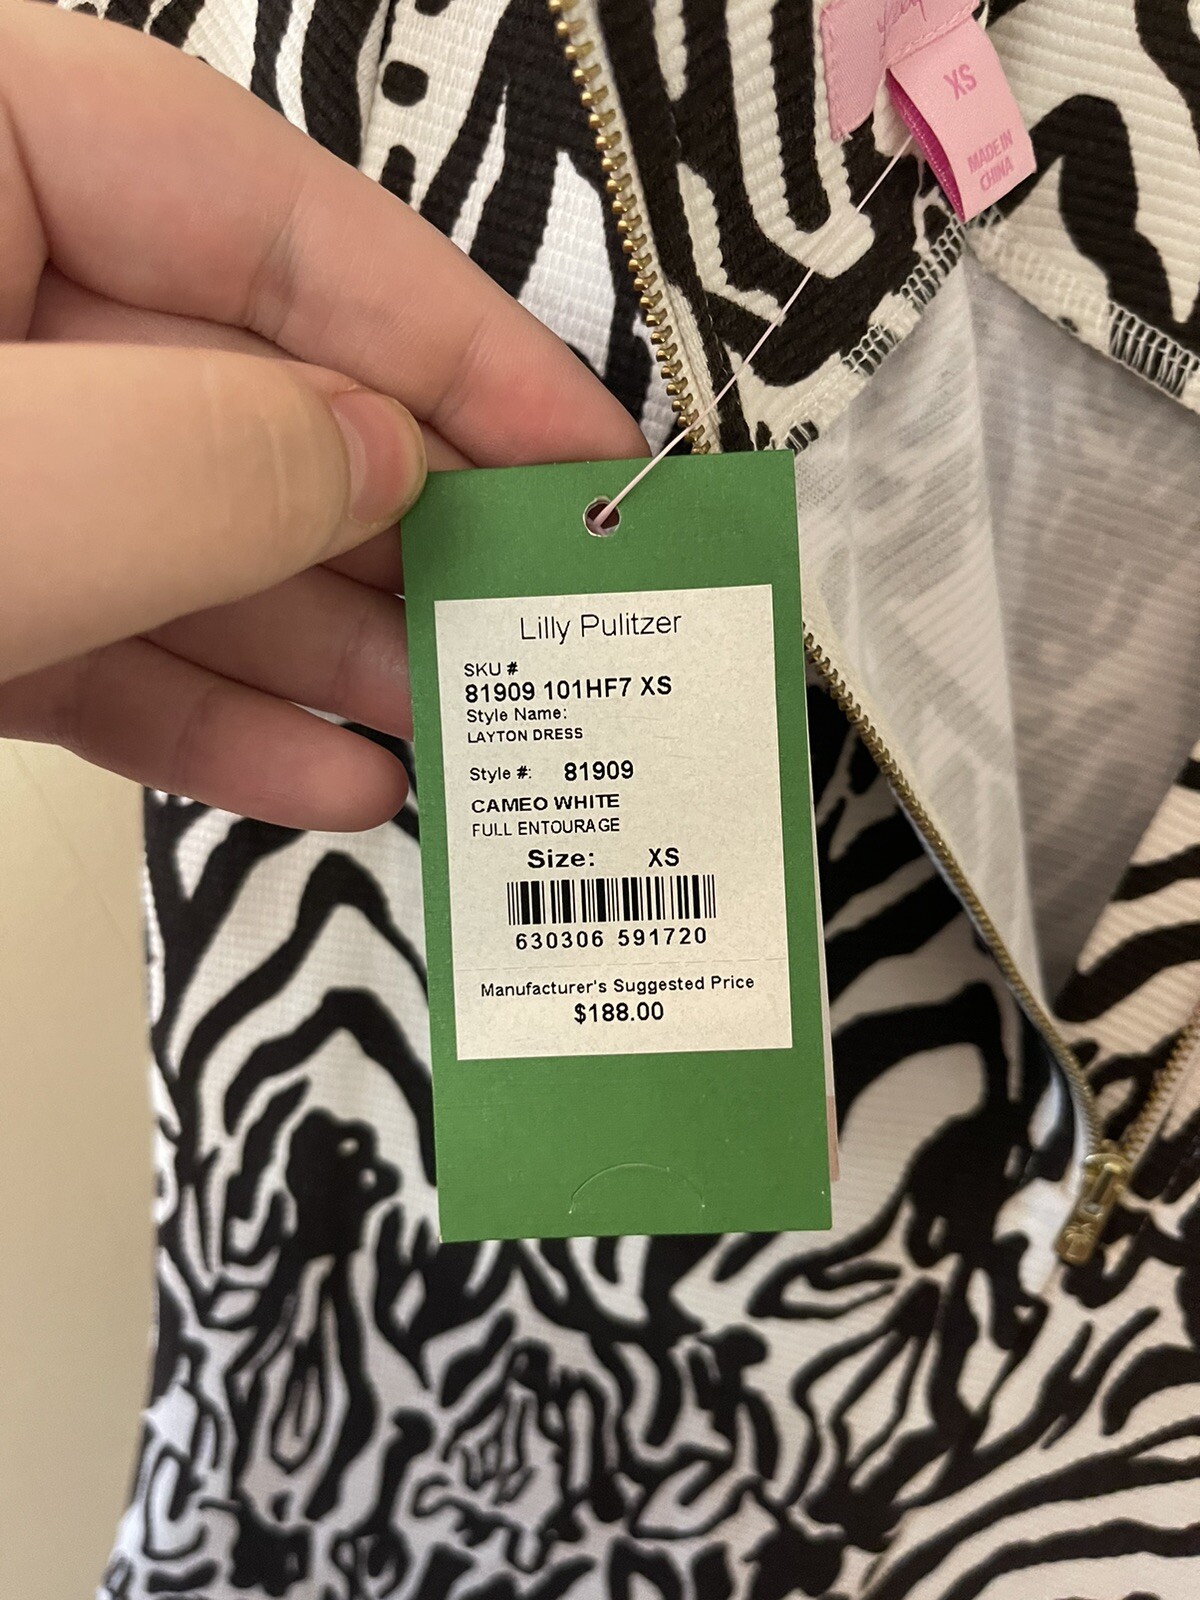 XS
MADE IN
CHINA
Lilly Pulitzer
SKU #
81909 101HF7 XS
Style Name:
LAYTON DRESS
Style #: 81909
CAMEO WHITE
FULL ENTOURAGE
Size: XS
630306 591720
Manufacturer's Suggested Price
$188.00